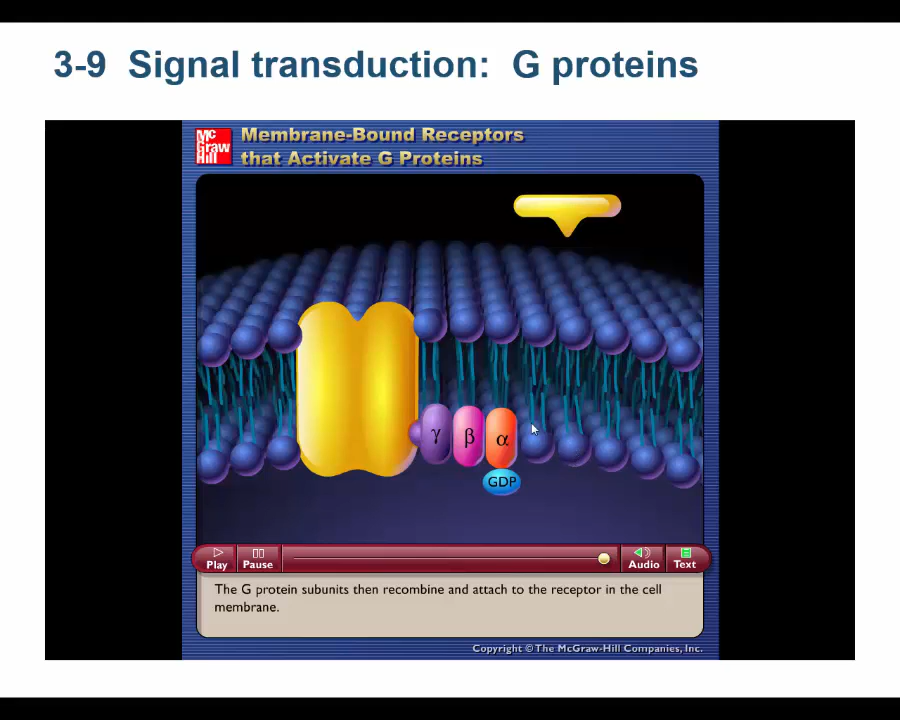 3-9 Signal transduction: G proteins
Mc
Graw
Hill
Membrane-Bound Receptors
that Activate G Proteins
γ β α
GDP
Play Pause Audio Text
The G protein subunits then recombine and attach to the receptor in the cell
membrane.
Copyright © The McGraw-Hill Companies, Inc.